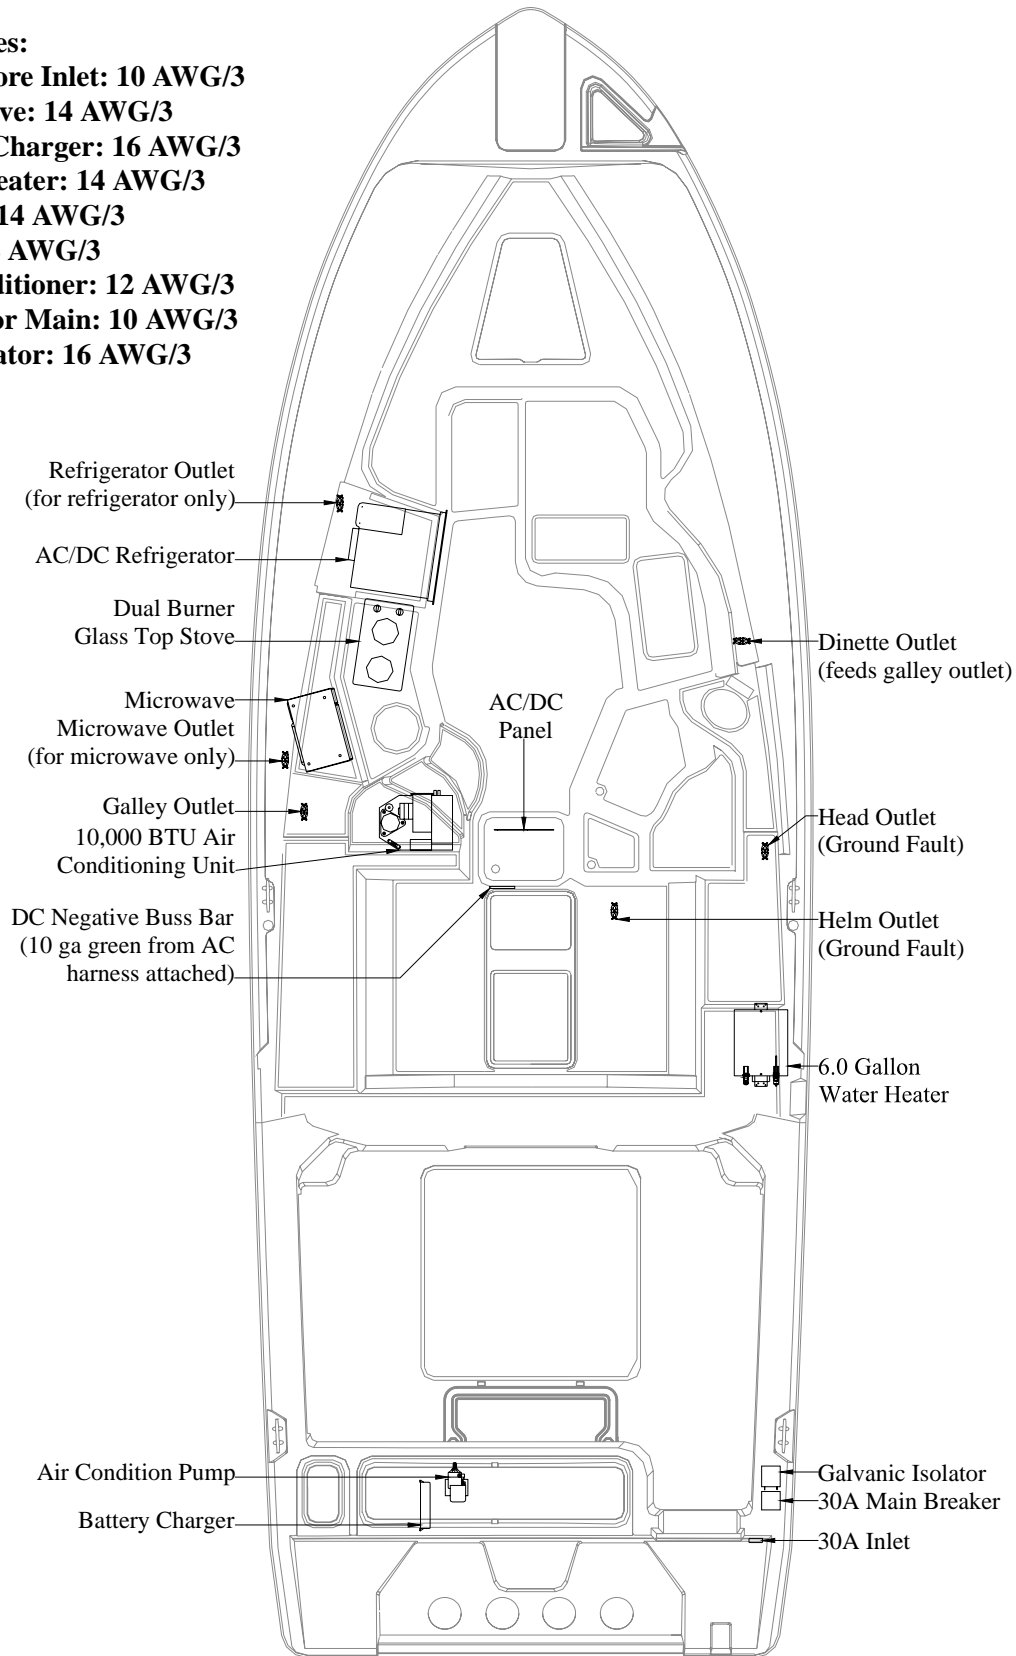 es:
ore Inlet: 10 AWG/3
ve: 14 AWG/3
Charger: 16 AWG/3
eater: 14 AWG/3
14 AWG/3
AWG/3
ditioner: 12 AWG/3
or Main: 10 AWG/3
ator: 16 AWG/3
Refrigerator Outlet
(for refrigerator only)
AC/DC Refrigerator
Dual Burner
Glass Top Stove
Microwave
Microwave Outlet
(for microwave only)
Galley Outlet
10,000 BTU Air
Conditioning Unit
DC Negative Buss Bar
(10 ga green from AC
harness attached)
AC/DC
Panel
Dinette Outlet
(feeds galley outlet)
Head Outlet
(Ground Fault)
Helm Outlet
(Ground Fault)
6.0 Gallon
Water Heater
Air Condition Pump
Battery Charger
Galvanic Isolator
30A Main Breaker
30A Inlet